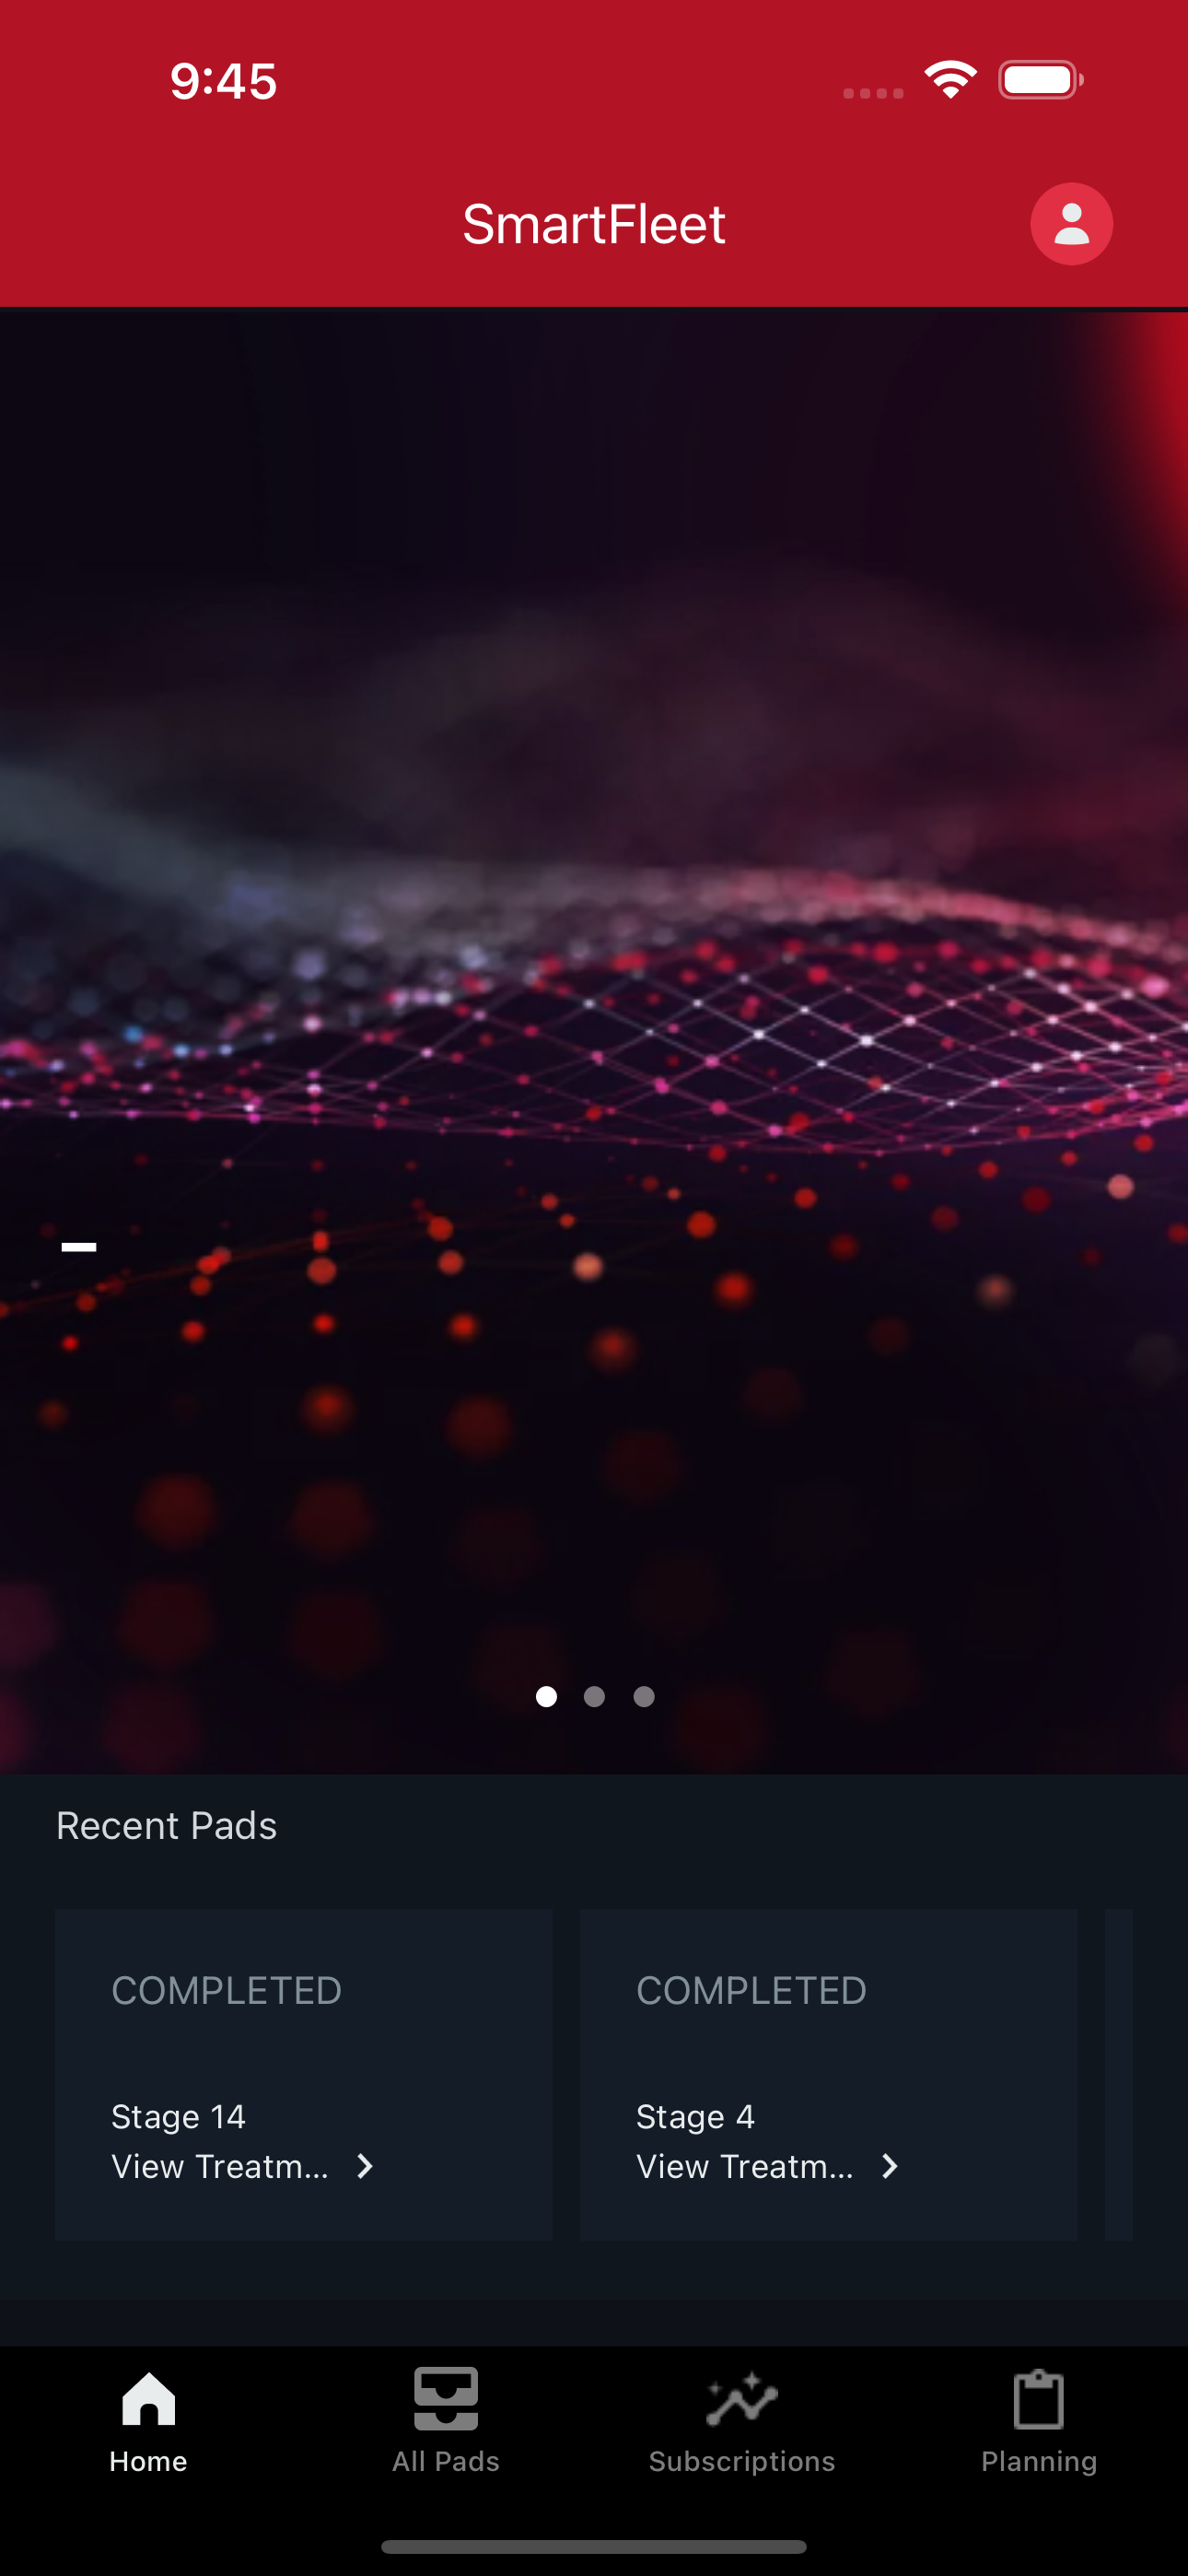 9:45
SmartFleet
–
Recent Pads
COMPLETED
Stage 14
View Treatm...
COMPLETED
Stage 4
View Treatm...
Home
All Pads
Subscriptions
Planning